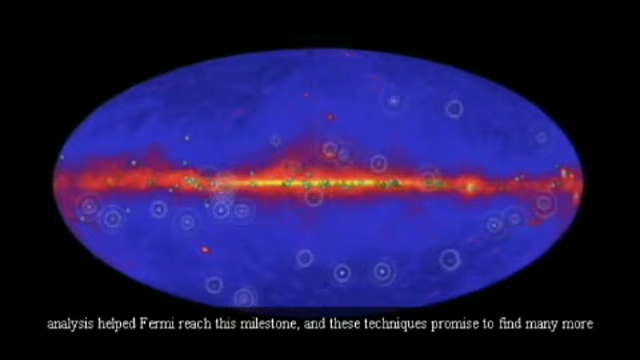 analysis helped Fermi reach this milestone, and these techniques promise to find many more